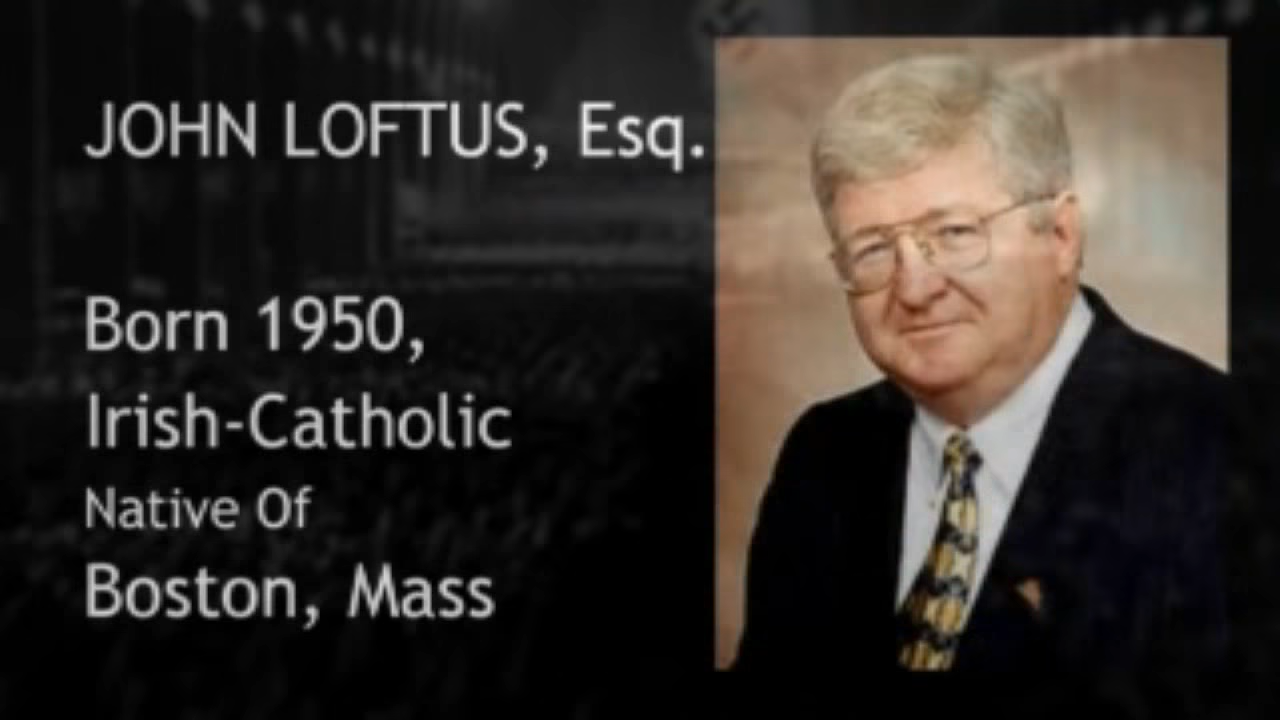 JOHN LOFTUS, Esq.
Born 1950,
Irish-Catholic
Native Of
Boston, Mass